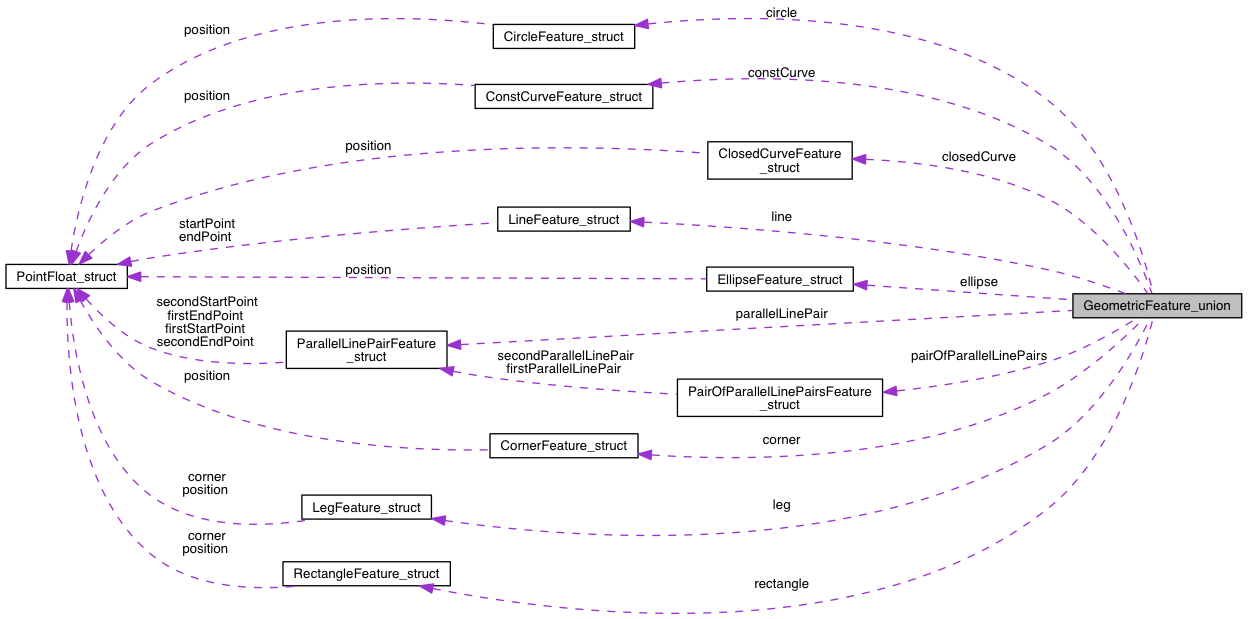 circle
position
CircleFeature_struct
constCurve
position
ConstCurveFeature_struct
position
ClosedCurveFeature
_struct
closedCurve
startPoint
endPoint
LineFeature_struct
line
PointFloat_struct
position
EllipseFeature_struct
ellipse
GeometricFeature_union
secondStartPoint
firstEndPoint
firstStartPoint
secondEndPoint
ParallelLinePairFeature
_struct
parallelLinePair
secondParallelLinePair
firstParallelLinePair
pairOfParallelLinePairs
PairOfParallelLinePairsFeature
_struct
position
CornerFeature_struct
corner
corner
position
LegFeature_struct
leg
corner
position
RectangleFeature_struct
rectangle